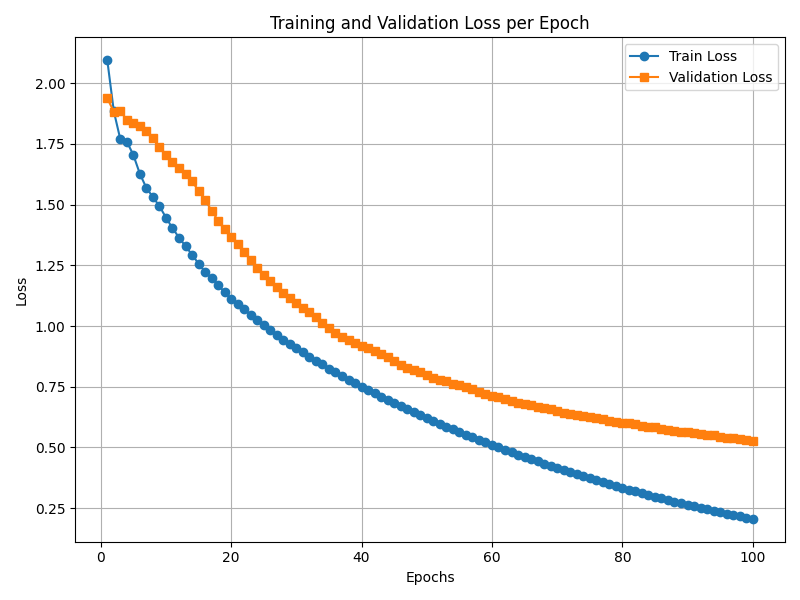 Training and Validation Loss per Epoch
Train Loss
Validation Loss
2.00
1.75
1.50
1.25
1.00
0.75
0.50
0.25
Loss
0 20 40 60 80 100
Epochs